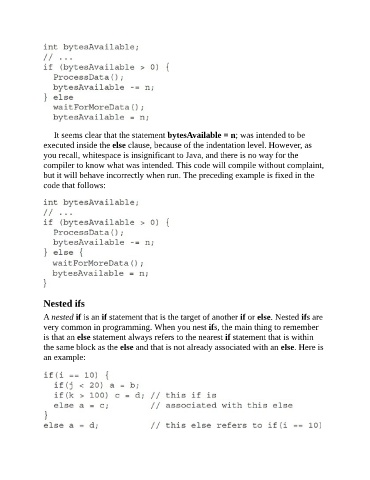 int bytesAvailable;
// ...
if (bytesAvailable > 0) {
  ProcessData();
  bytesAvailable -= n;
} else
  waitForMoreData();
  bytesAvailable = n;
It seems clear that the statement bytesAvailable = n; was intended to be
executed inside the else clause, because of the indentation level. However, as
you recall, whitespace is insignificant to Java, and there is no way for the
compiler to know what was intended. This code will compile without complaint,
but it will behave incorrectly when run. The preceding example is fixed in the
code that follows:
int bytesAvailable;
// ...
if (bytesAvailable > 0) {
  ProcessData();
  bytesAvailable -= n;
} else {
  waitForMoreData();
  bytesAvailable = n;
}
Nested ifs
A nested if is an if statement that is the target of another if or else. Nested ifs are
very common in programming. When you nest ifs, the main thing to remember
is that an else statement always refers to the nearest if statement that is within
the same block as the else and that is not already associated with an else. Here is
an example:
if(i == 10) {
  if(j < 20) a = b;
  if(k > 100) c = d; // this if is
  else a = c;        // associated with this else
}
else a = d;          // this else refers to if(i == 10)